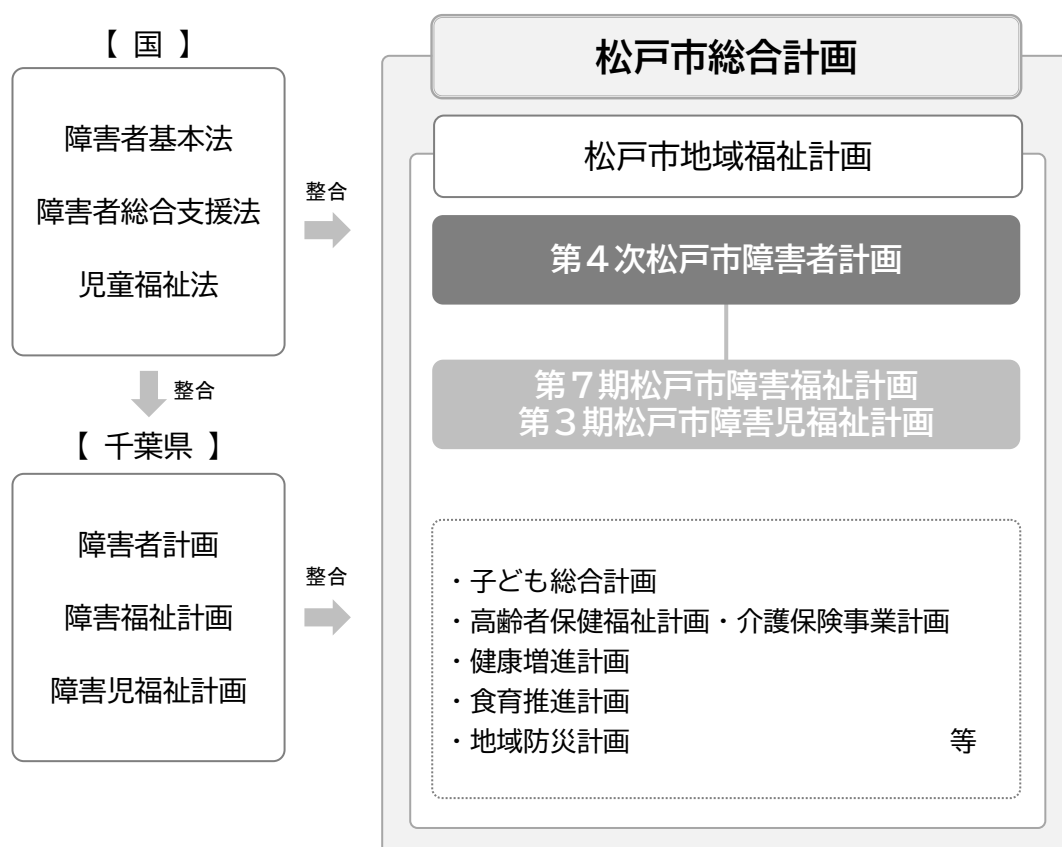 【 国 】
障害者基本法
障害者総合支援法
児童福祉法
整合
整合
【 千葉県 】
障害者計画
障害福祉計画
障害児福祉計画
整合
松戸市総合計画
松戸市地域福祉計画
第４次松戸市障害者計画
第７期松戸市障害福祉計画
第３期松戸市障害児福祉計画
・子ども総合計画
・高齢者保健福祉計画・介護保険事業計画
・健康増進計画
・食育推進計画
・地域防災計画 等